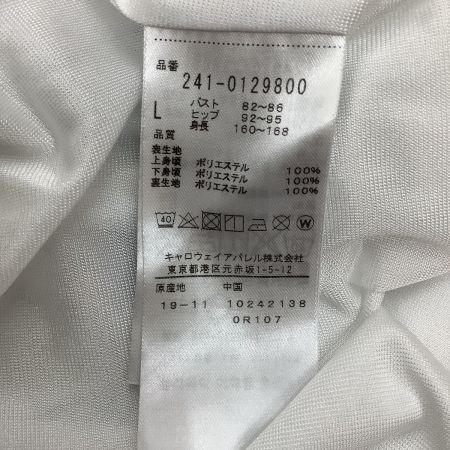 品番
241-0129800
L バスト 82~86
ヒップ 92~95
身長 160~168
品質
表生地
上身頃 ポリエステル 100%
下身頃 ポリエステル 100%
裏生地 ポリエステル 100%
40 W
キャロウェイアパレル株式会社
東京都港区元赤坂1-5-12
原産地 中国
19-11 10242138
0R107